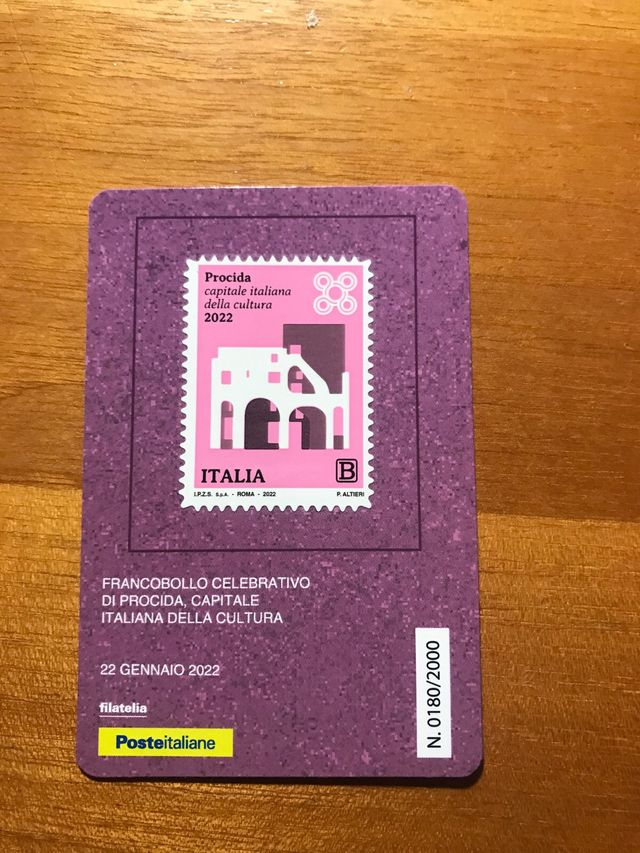 Procida
capitale italiana
della cultura
2022
ITALIA
B
I.P.Z.S. S.p.A. - ROMA - 2022
P. ALTIERI
FRANCOBOLLO CELEBRATIVO
DI PROCIDA, CAPITALE
ITALIANA DELLA CULTURA
22 GENNAIO 2022
filatelia
Posteitaliane
N. 0180/2000